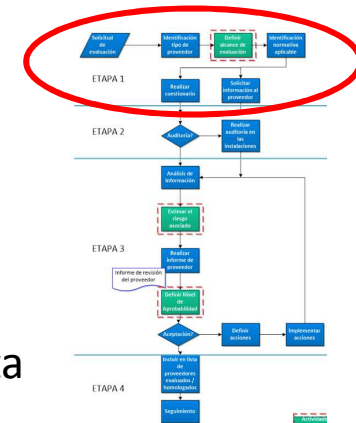 Solicitud
de
evaluación
Identificación
tipo de
proveedor
Definir
alcance de
evaluación
Identificación
normativa
aplicable
ETAPA 1
Realizar
cuestionario
Solicitar
información al
proveedor
ETAPA 2
Auditoría?
Realizar
auditoría en
las
instalaciones
Análisis de
Información
Estimar el
riesgo
asociado
ETAPA 3
Realizar
informe de
proveedor
Informe de revisión
del proveedor
Definir Nivel
de
Aprobabilidad
Aceptación?
Definir
acciones
Implementar
acciones
ta
ETAPA 4
Incluir en lista
de
proveedores
evaluados /
homologados
Seguimiento
Actividade